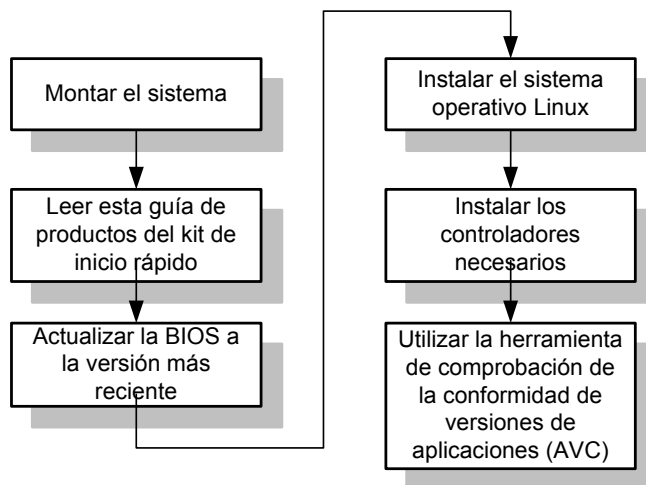 Montar el sistema
Leer esta guía de
productos del kit de
inicio rápido
Actualizar la BIOS a
la versión más
reciente
Instalar el sistema
operativo Linux
Instalar los
controladores
necesarios
Utilizar la herramienta
de comprobación de
la conformidad de
versiones de
aplicaciones (AVC)